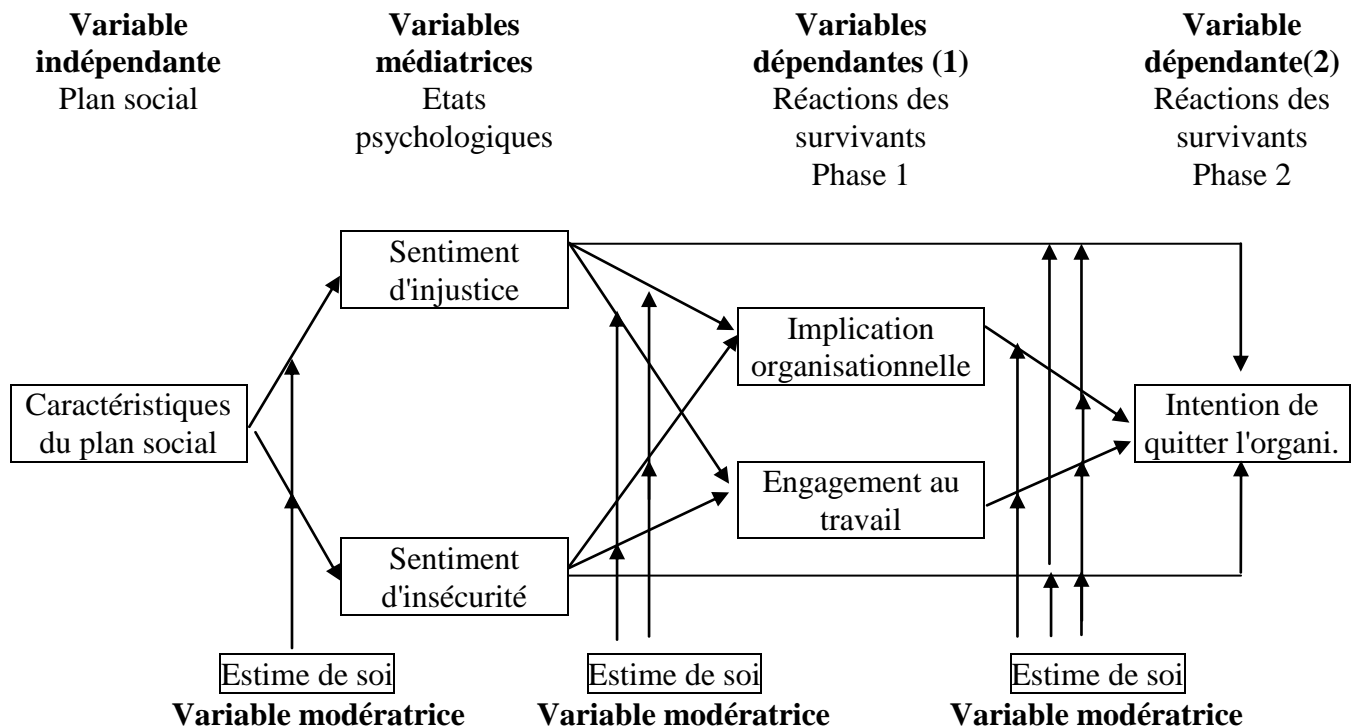 Variable
indépendante
Plan social
Variables
médiatrices
Etats
psychologiques
Variables
dépendantes (1)
Réactions des
survivants
Phase 1
Variable
dépendante(2)
Réactions des
survivants
Phase 2
Sentiment
d'injustice
Implication
organisationnelle
Caractéristiques
du plan social
Intention de
quitter l'organi.
Engagement au
travail
Sentiment
d'insécurité
Estime de soi
Variable modératrice
Estime de soi
Variable modératrice
Estime de soi
Variable modératrice